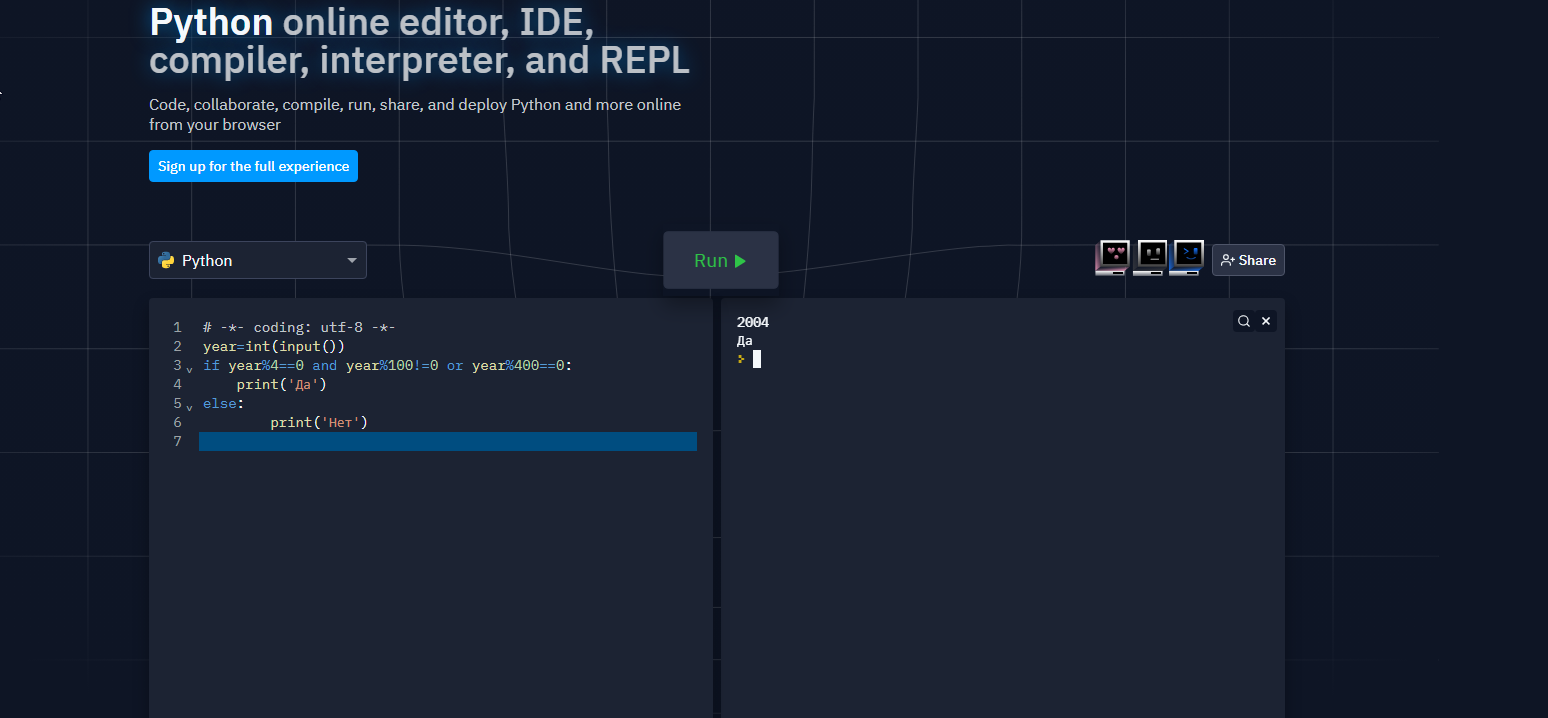 Python online editor, IDE,
compiler, interpreter, and REPL
Code, collaborate, compile, run, share, and deploy Python and more online
from your browser
Sign up for the full experience
Python
Run
Share
1 # -*- coding: utf-8 -*-
2 year=int(input())
3 if year%4==0 and year%100!=0 or year%400==0:
4     print('Да')
5 else:
6         print('Нет')
7
2004
Да